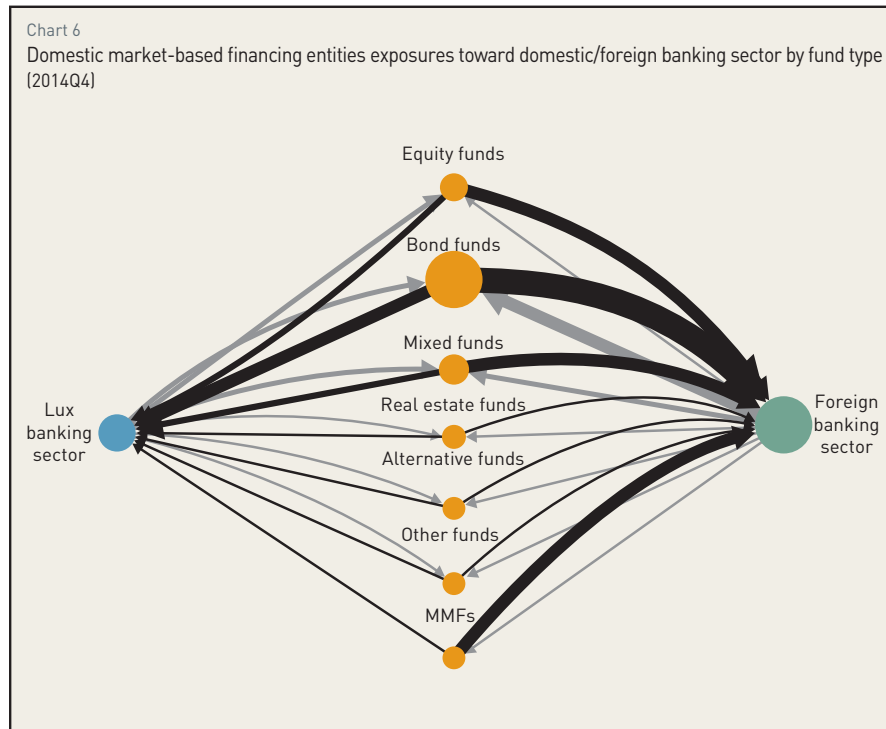 Chart 6
Domestic market-based financing entities exposures toward domestic/foreign banking sector by fund type
(2014Q4)
Equity funds
Bond funds
Mixed funds
Real estate funds
Alternative funds
Other funds
MMFs
Lux
banking
sector
Foreign
banking
sector